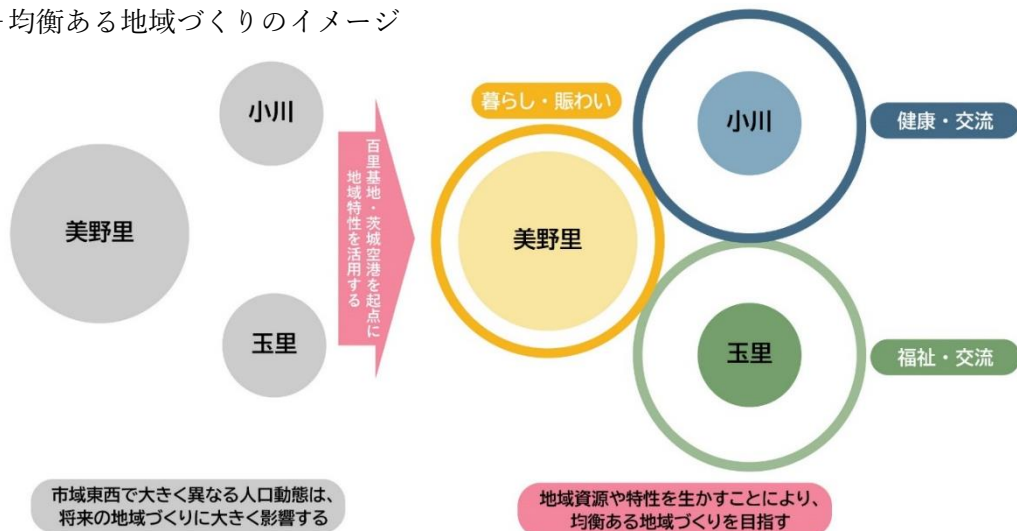 均衡ある地域づくりのイメージ
小川
美野里
玉里
百里基地・茨城空港を起点に
地域特性を活用する
暮らし・賑わい
小川
健康・交流
美野里
玉里
福祉・交流
市域東西で大きく異なる人口動態は、
将来の地域づくりに大きく影響する
地域資源や特性を生かすことにより、
均衡ある地域づくりを目指す